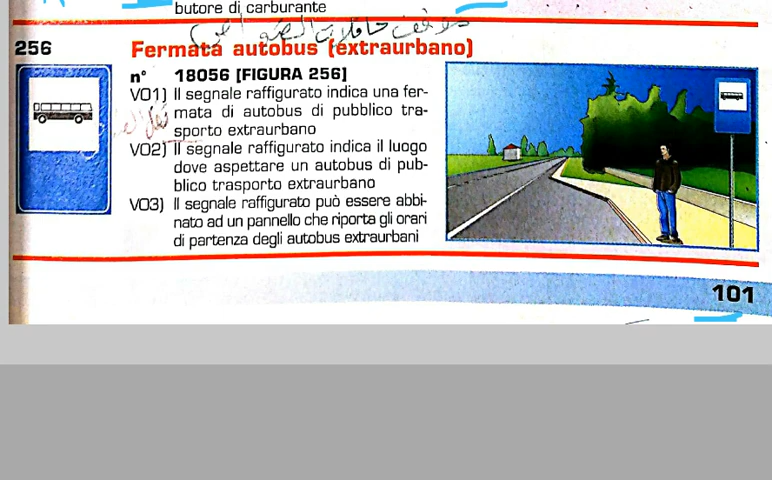 butore di carburante
موقف حافلات
256
Fermata autobus (extraurbano)
n° 18056 [FIGURA 256]
V01) Il segnale raffigurato indica una fer-
mata di autobus di pubblico tra-
sporto extraurbano
V02) Il segnale raffigurato indica il luogo
dove aspettare un autobus di pub-
blico trasporto extraurbano
V03) Il segnale raffigurato può essere abbi-
nato ad un pannello che riporta gli orari
di partenza degli autobus extraurbani
101